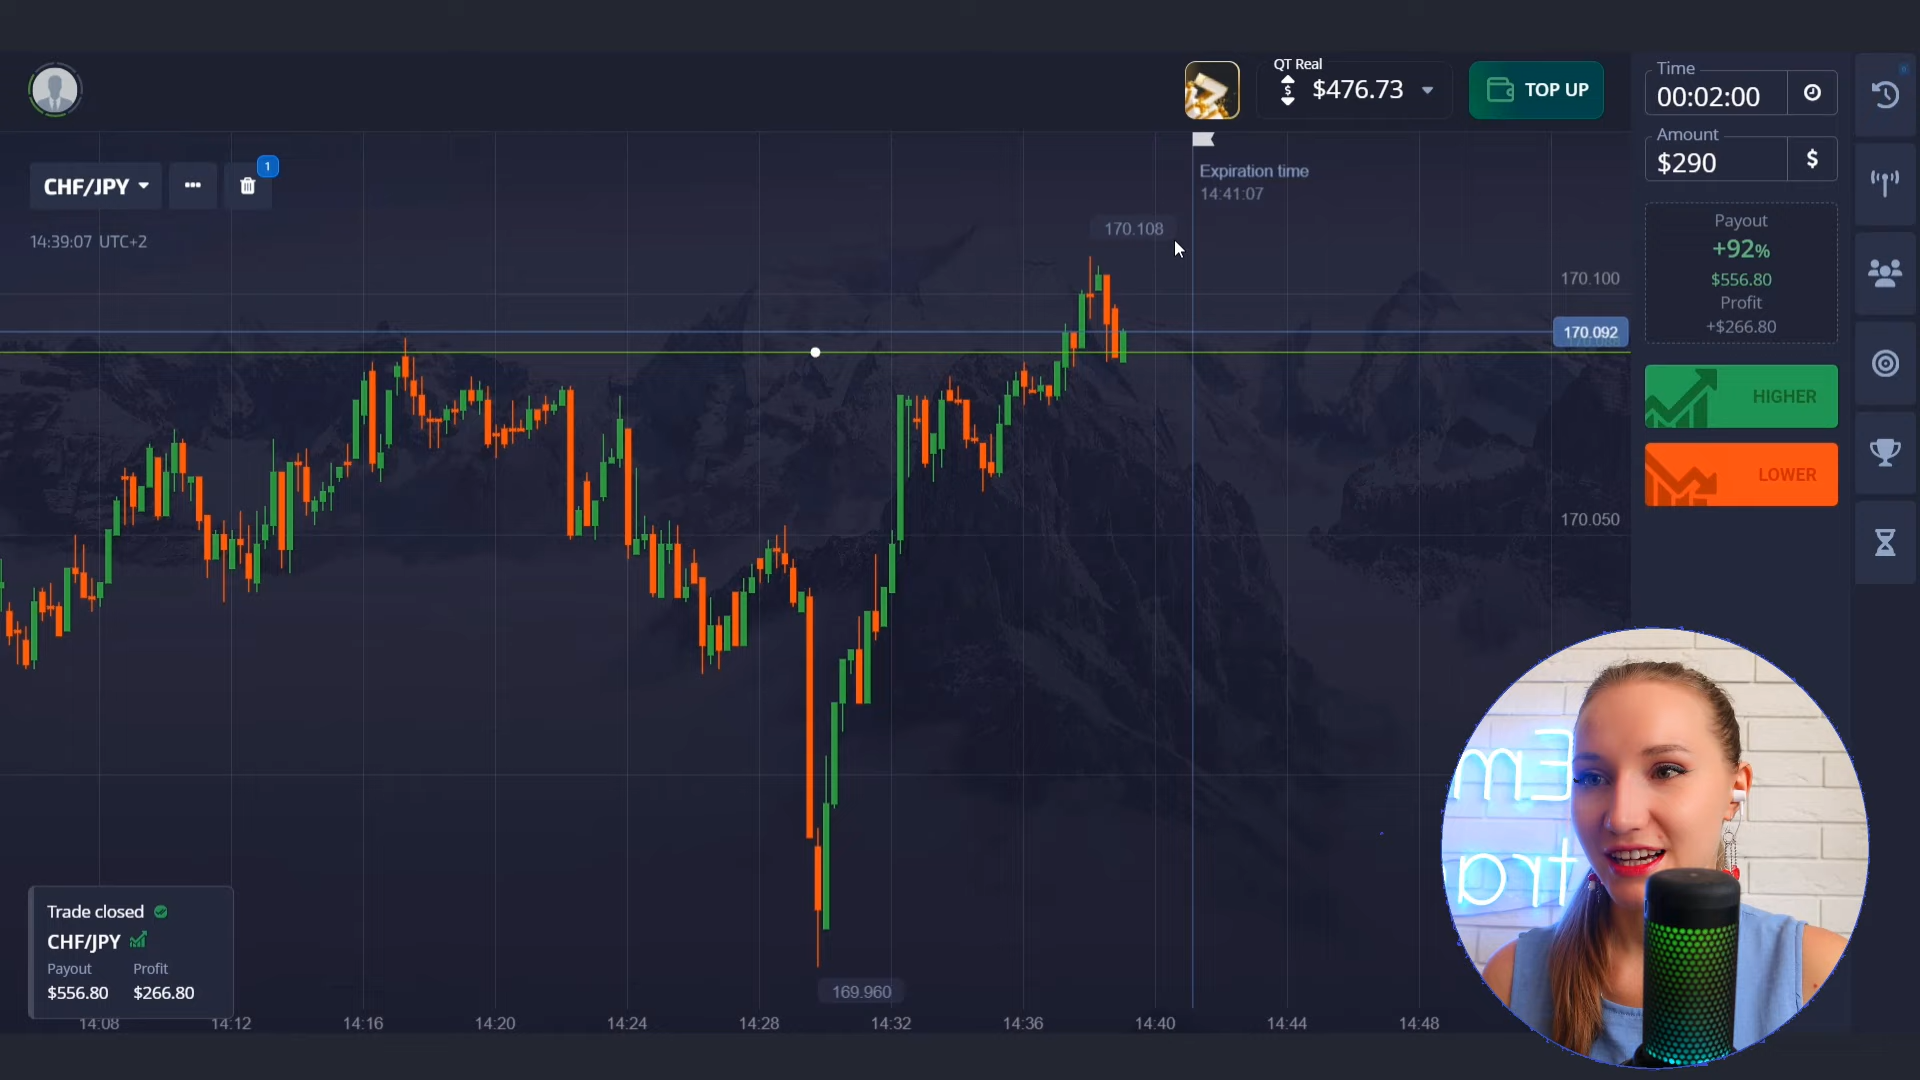 QT Real
$476.73
TOP UP
Time
00:02:00
Amount
$290
$
Payout
+92%
$556.80
Profit
+$266.80
HIGHER
LOWER
CHF/JPY
1
14:39:07 UTC+2
Expiration time
14:41:07
170.108
170.100
170.092
170.050
169.960
Trade closed
CHF/JPY
Payout Profit
$556.80 $266.80
14:08 14:12 14:16 14:20 14:24 14:28 14:32 14:36 14:40 14:44 14:48
Em
tra